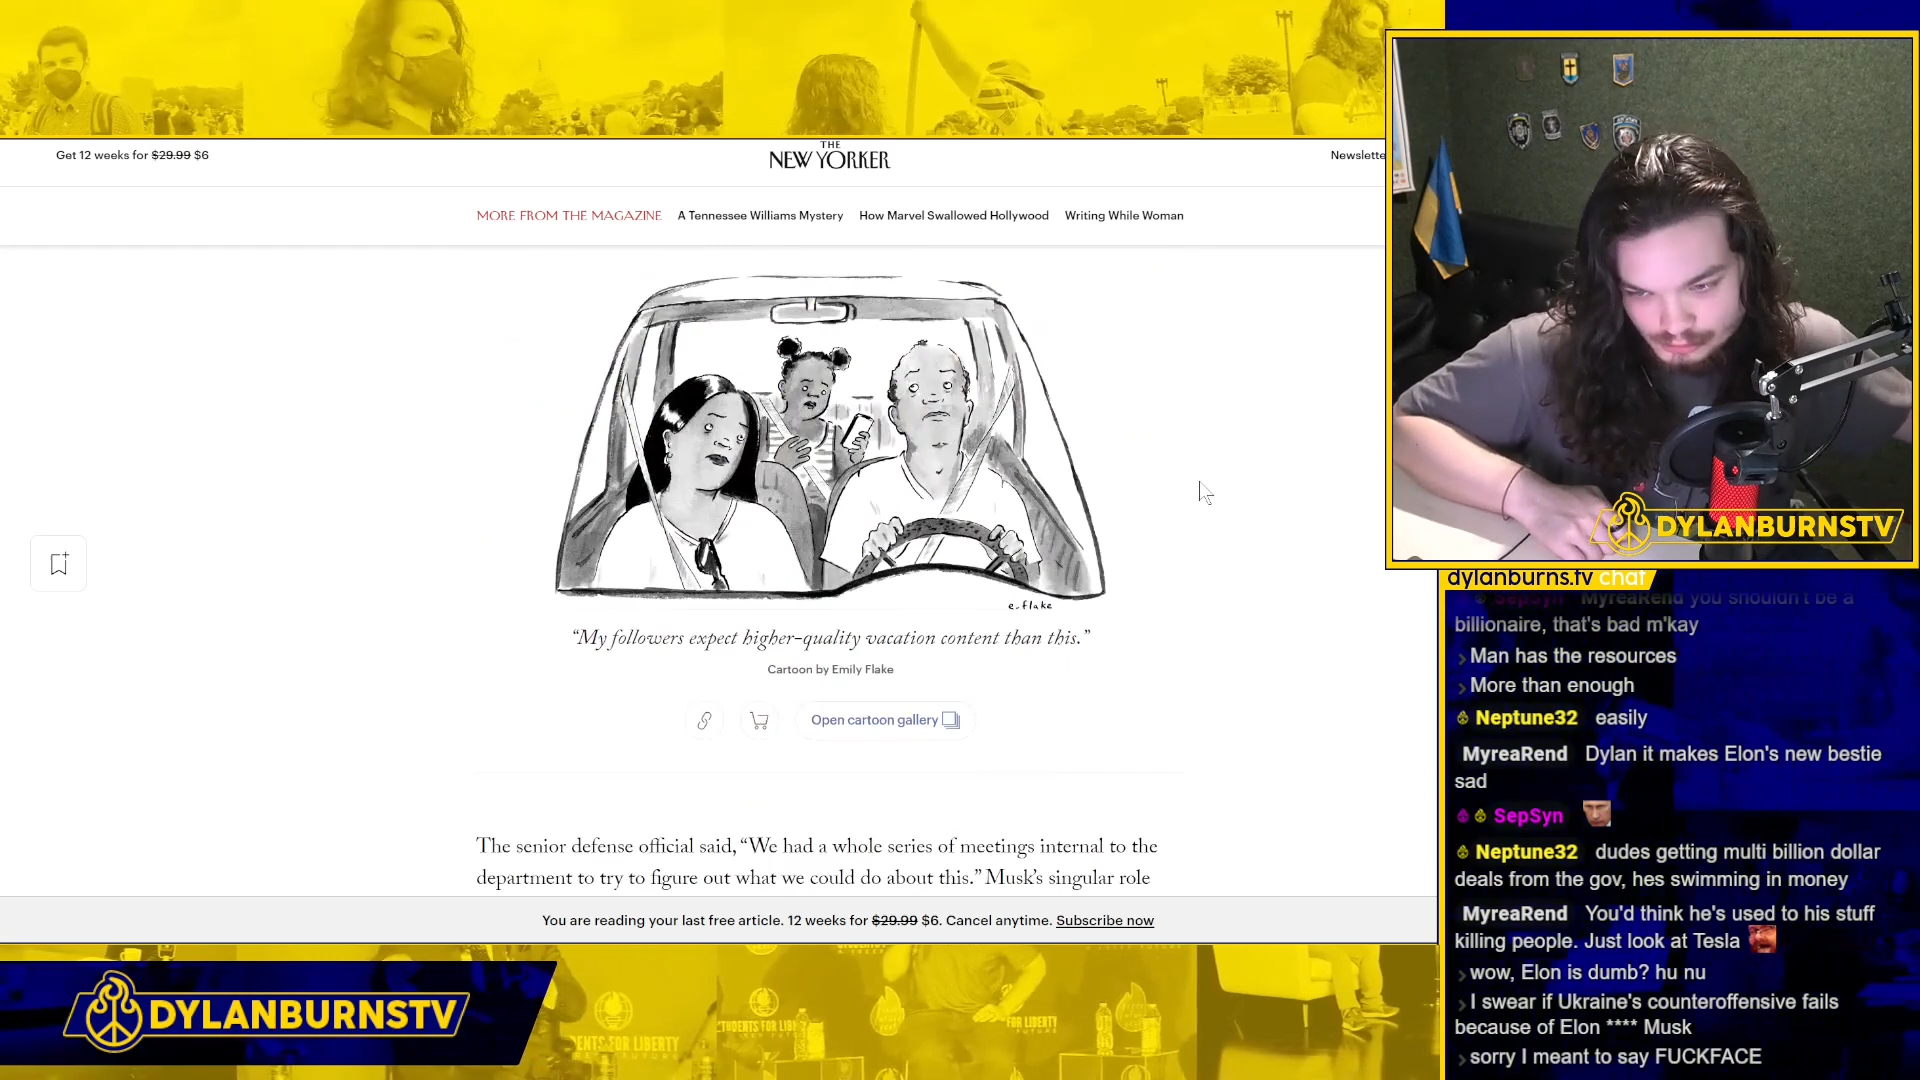 Get 12 weeks for $29.99 $6
THE
NEW YORKER
Newslette
MORE FROM THE MAGAZINE A Tennessee Williams Mystery How Marvel Swallowed Hollywood Writing While Woman
e.flake
“My followers expect higher-quality vacation content than this.”
Cartoon by Emily Flake
Open cartoon gallery
The senior defense official said, “We had a whole series of meetings internal to the
department to try to figure out what we could do about this.” Musk’s singular role
You are reading your last free article. 12 weeks for $29.99 $6. Cancel anytime. Subscribe now
DYLANBURNSTV
FOR LIBERTY
DYLANBURNSTV
dylanburns.tv chat
SepSyn MyreaRend you shouldn't be a
billionaire, that's bad m'kay
Man has the resources
More than enough
Neptune32 easily
MyreaRend Dylan it makes Elon's new bestie
sad
SepSyn
Neptune32 dudes getting multi billion dollar
deals from the gov, hes swimming in money
MyreaRend You'd think he's used to his stuff
killing people. Just look at Tesla
wow, Elon is dumb? hu nu
I swear if Ukraine's counteroffensive fails
because of Elon **** Musk
sorry I meant to say FUCKFACE